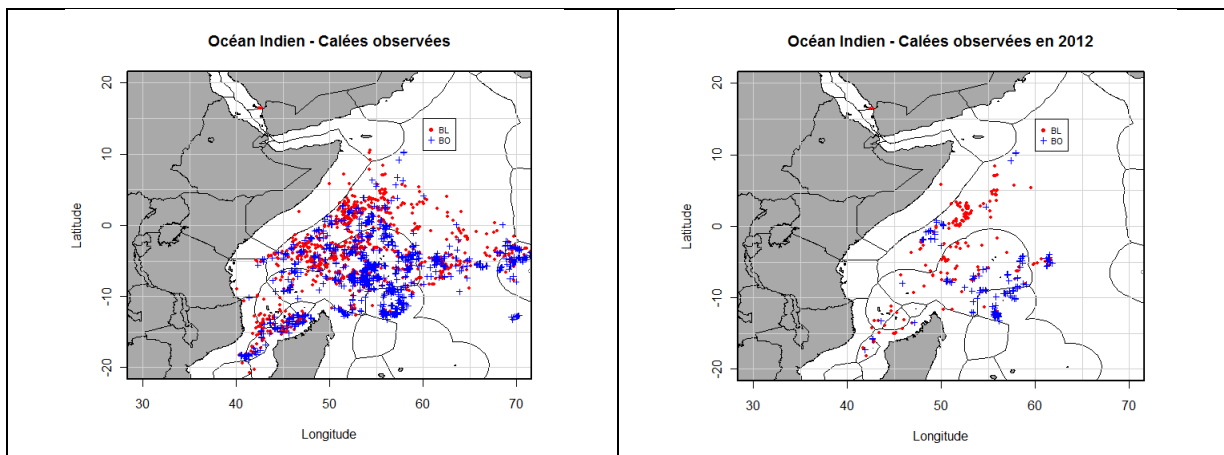 Océan Indien - Calées observées
20
10
0
-10
-20
Latitude
BL
BO
30 40 50 60 70
Longitude
Océan Indien - Calées observées en 2012
20
10
0
-10
-20
Latitude
BL
BO
30 40 50 60 70
Longitude